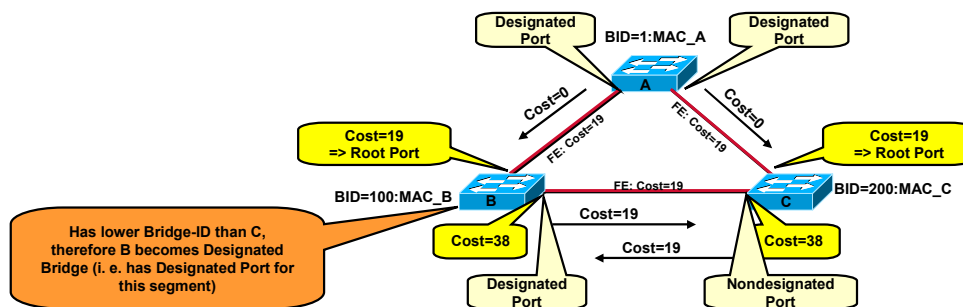 Designated
Port
BID=1:MAC_A
Designated
Port
A
Cost=0
Cost=0
FE: Cost=19
FE: Cost=19
Cost=19
=> Root Port
Cost=19
=> Root Port
BID=100:MAC_B
B
FE: Cost=19
C
BID=200:MAC_C
Has lower Bridge-ID than C,
therefore B becomes Designated
Bridge (i. e. has Designated Port for
this segment)
Cost=38
Cost=19
Cost=19
Cost=38
Designated
Port
Nondesignated
Port